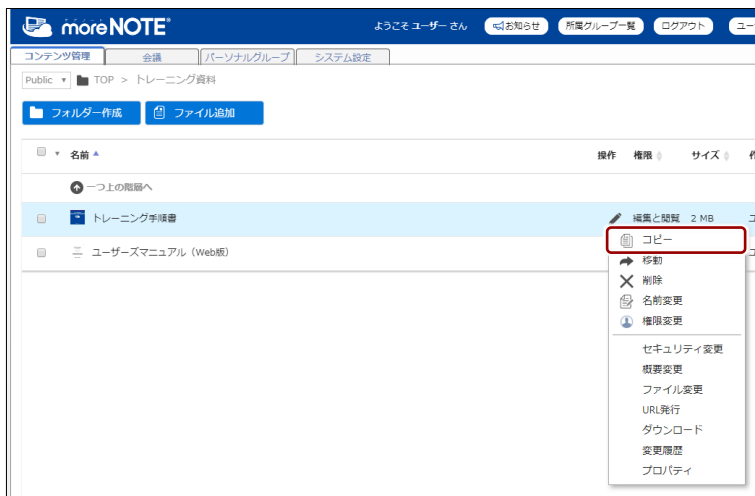 moreNOTE ようこそ ユーザー さん お知らせ 所属グループ一覧 ログアウト ユー
コンテンツ管理 会議 パーソナルグループ システム設定
Public TOP > トレーニング資料
フォルダー作成 ファイル追加
名前 操作 権限 サイズ 作
一つ上の階層へ
トレーニング手順書 編集と閲覧 2 MB ユ
ユーザーズマニュアル(Web版)
コピー
移動
削除
名前変更
権限変更
セキュリティ変更
概要変更
ファイル変更
URL発行
ダウンロード
変更履歴
プロパティ